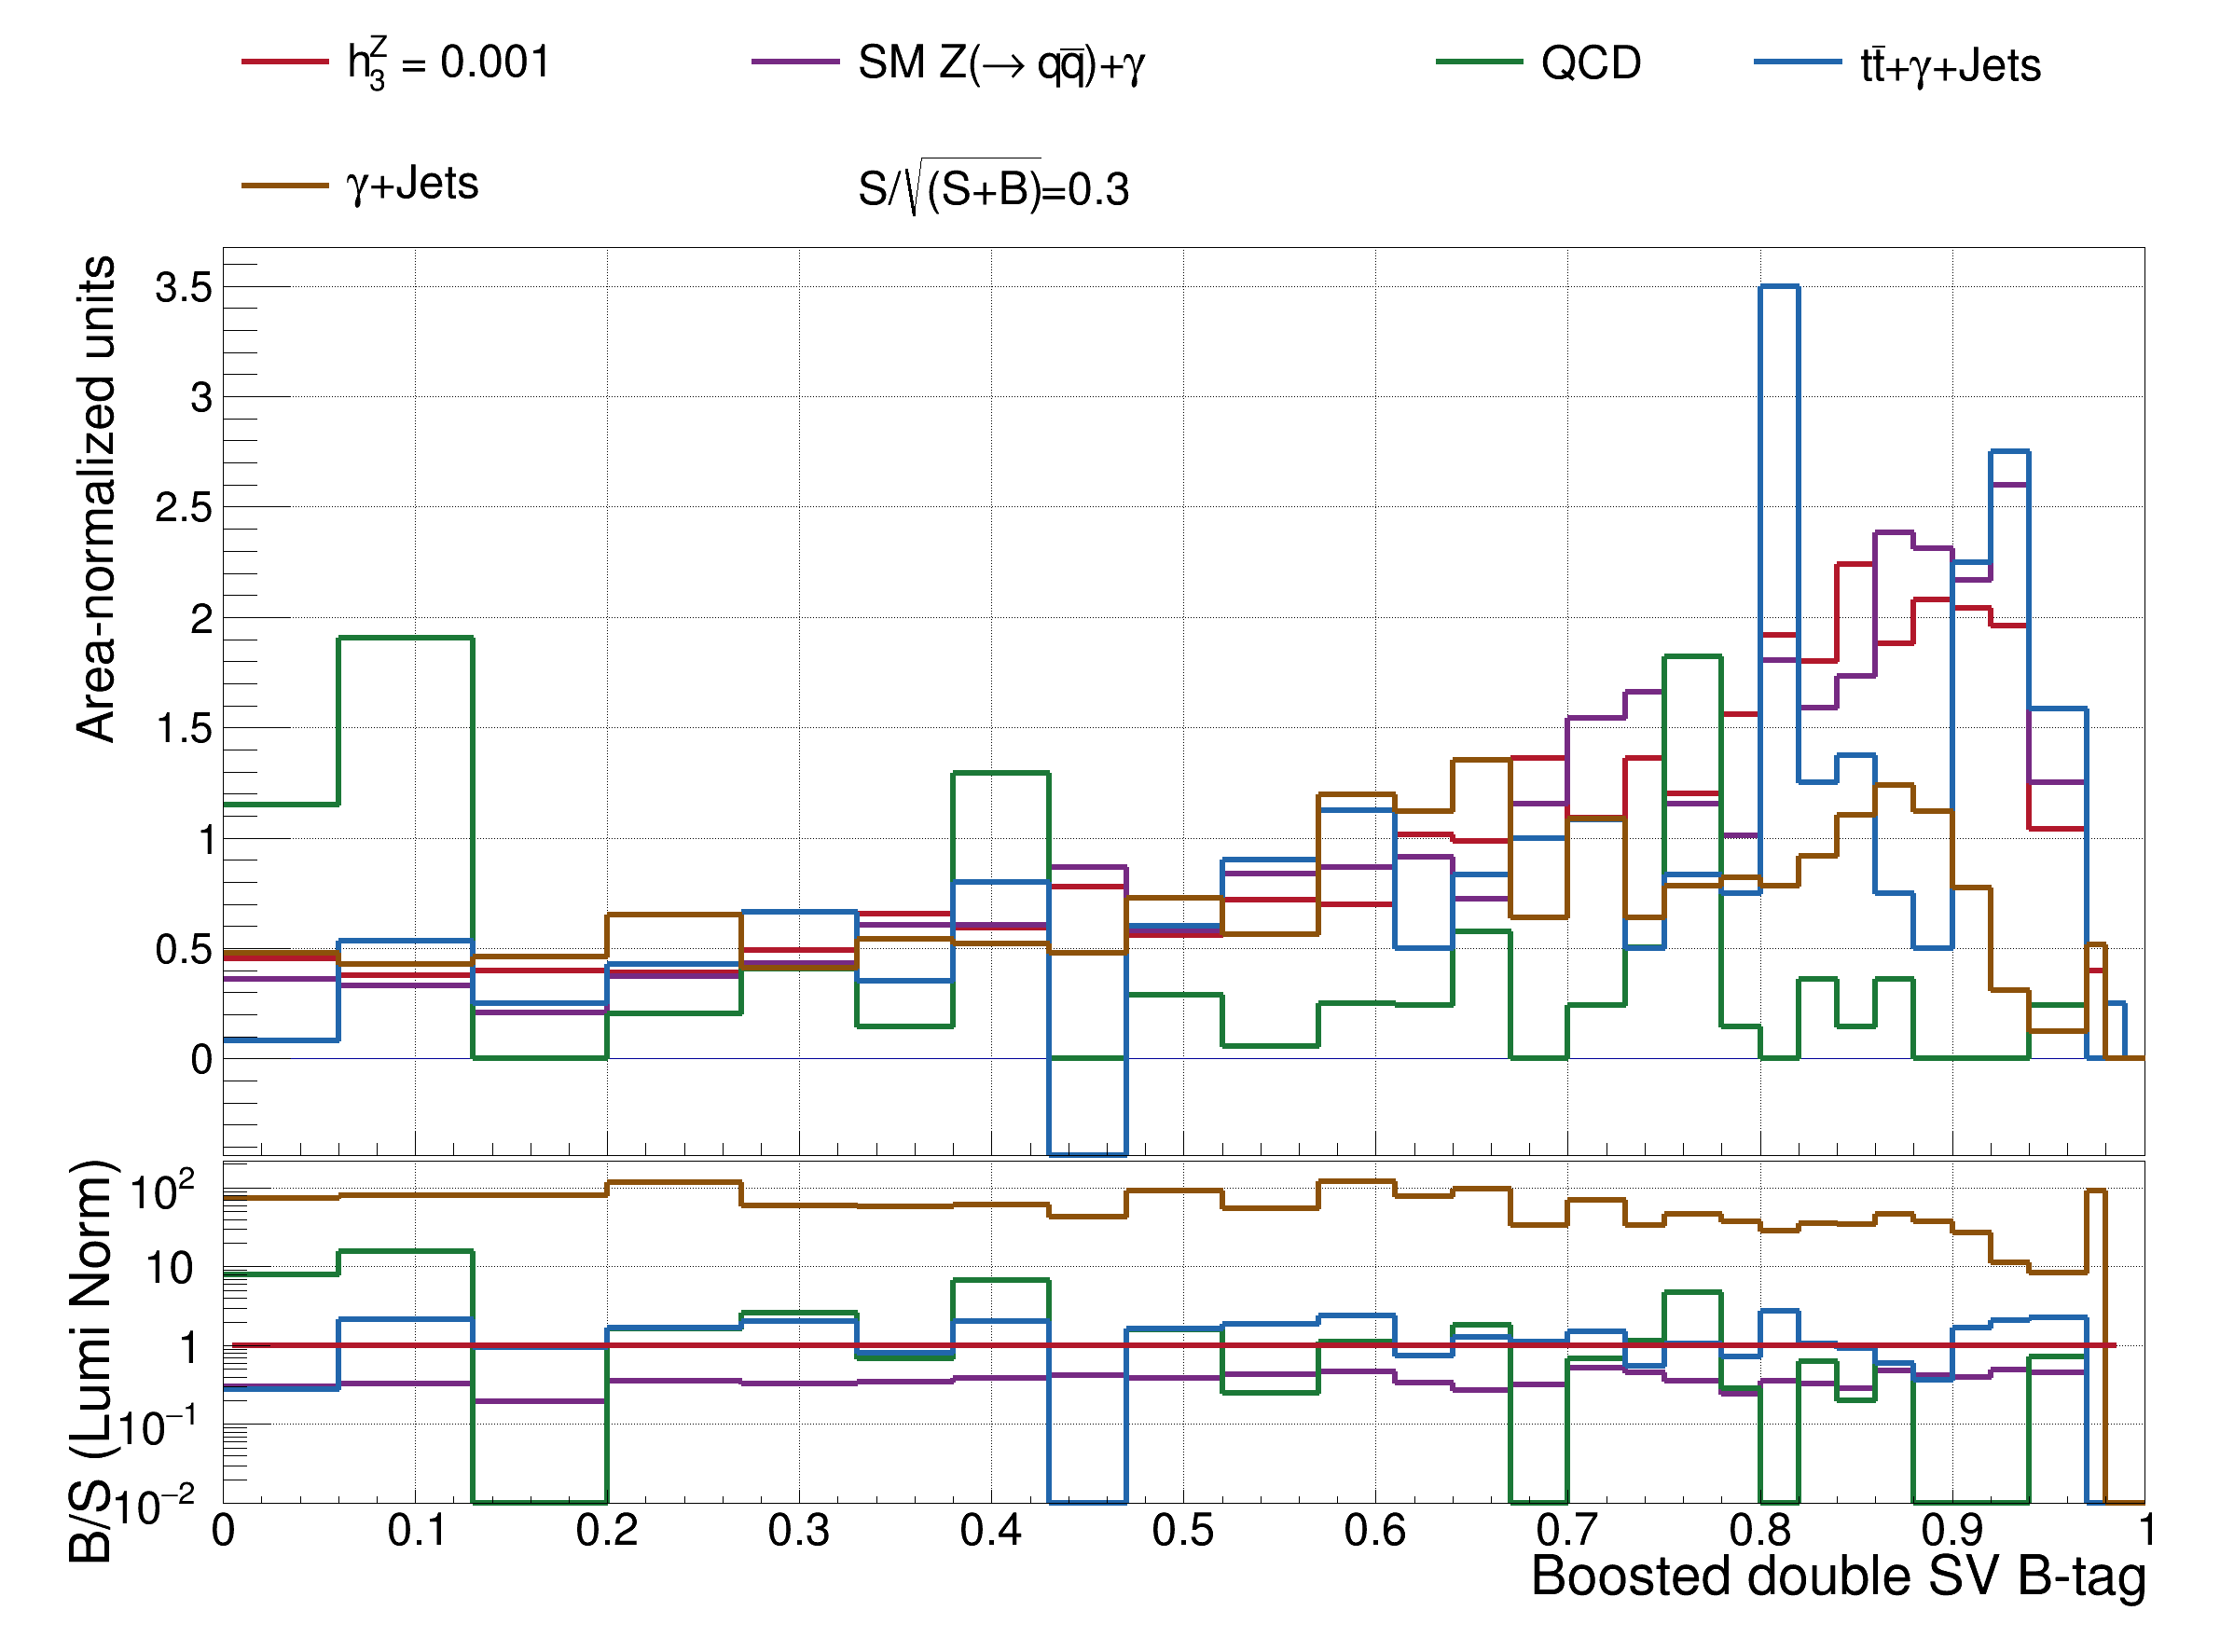 h₃ᶻ = 0.001
SM Z(→ qq̅)+γ
QCD
tt̅+γ+Jets
γ+Jets
S/√(S+B)=0.3
Area-normalized units
3.5
3
2.5
2
1.5
1
0.5
0
B/S (Lumi Norm)
10²
10
1
10⁻¹
10⁻²
0 0.1 0.2 0.3 0.4 0.5 0.6 0.7 0.8 0.9 1
Boosted double SV B-tag